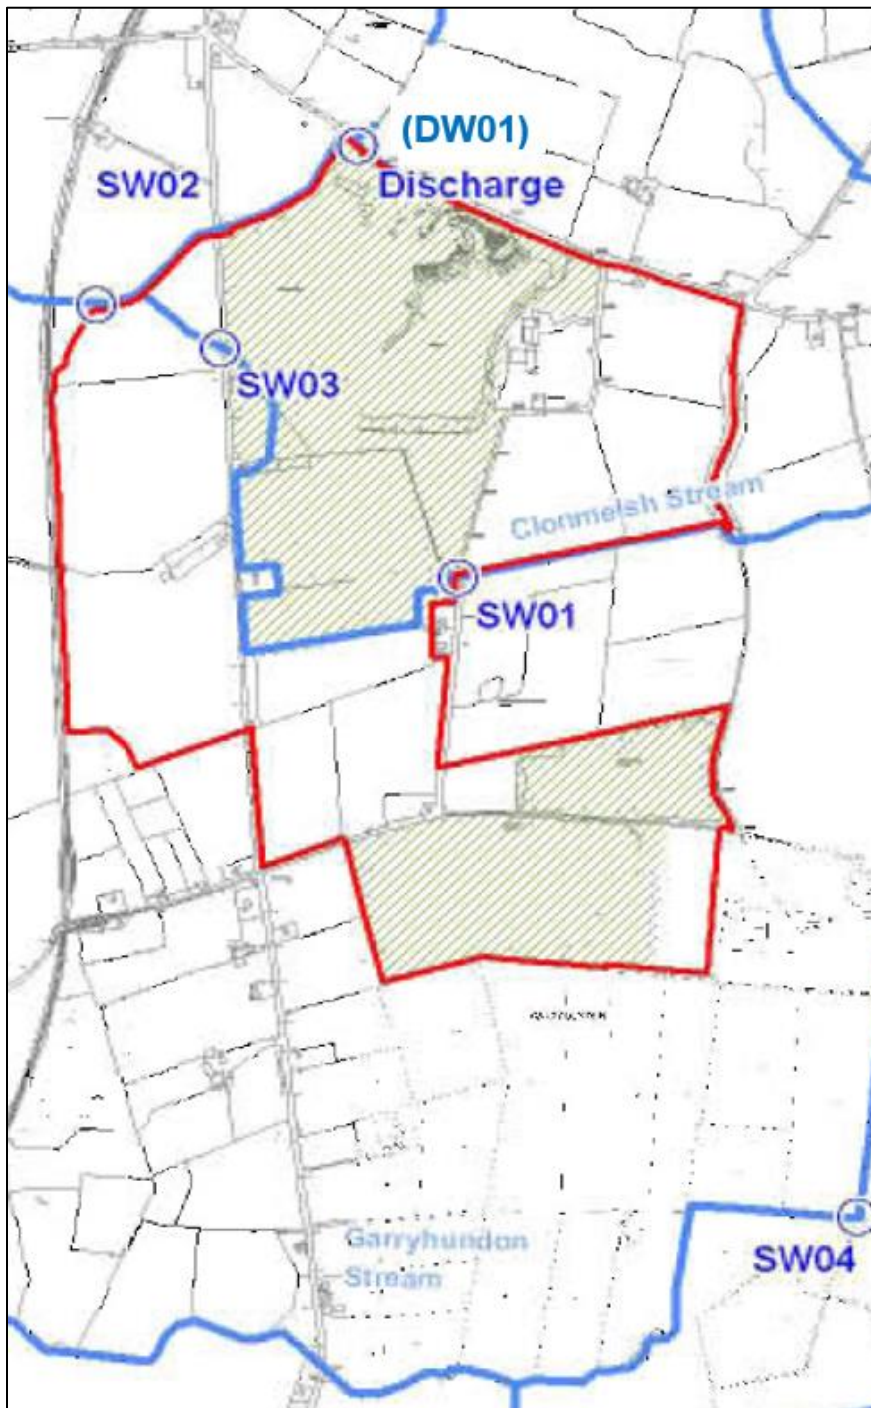 (DW01)
SW02
Discharge
SW03
Clonmelsh Stream
SW01
Garryhundon
Stream
SW04